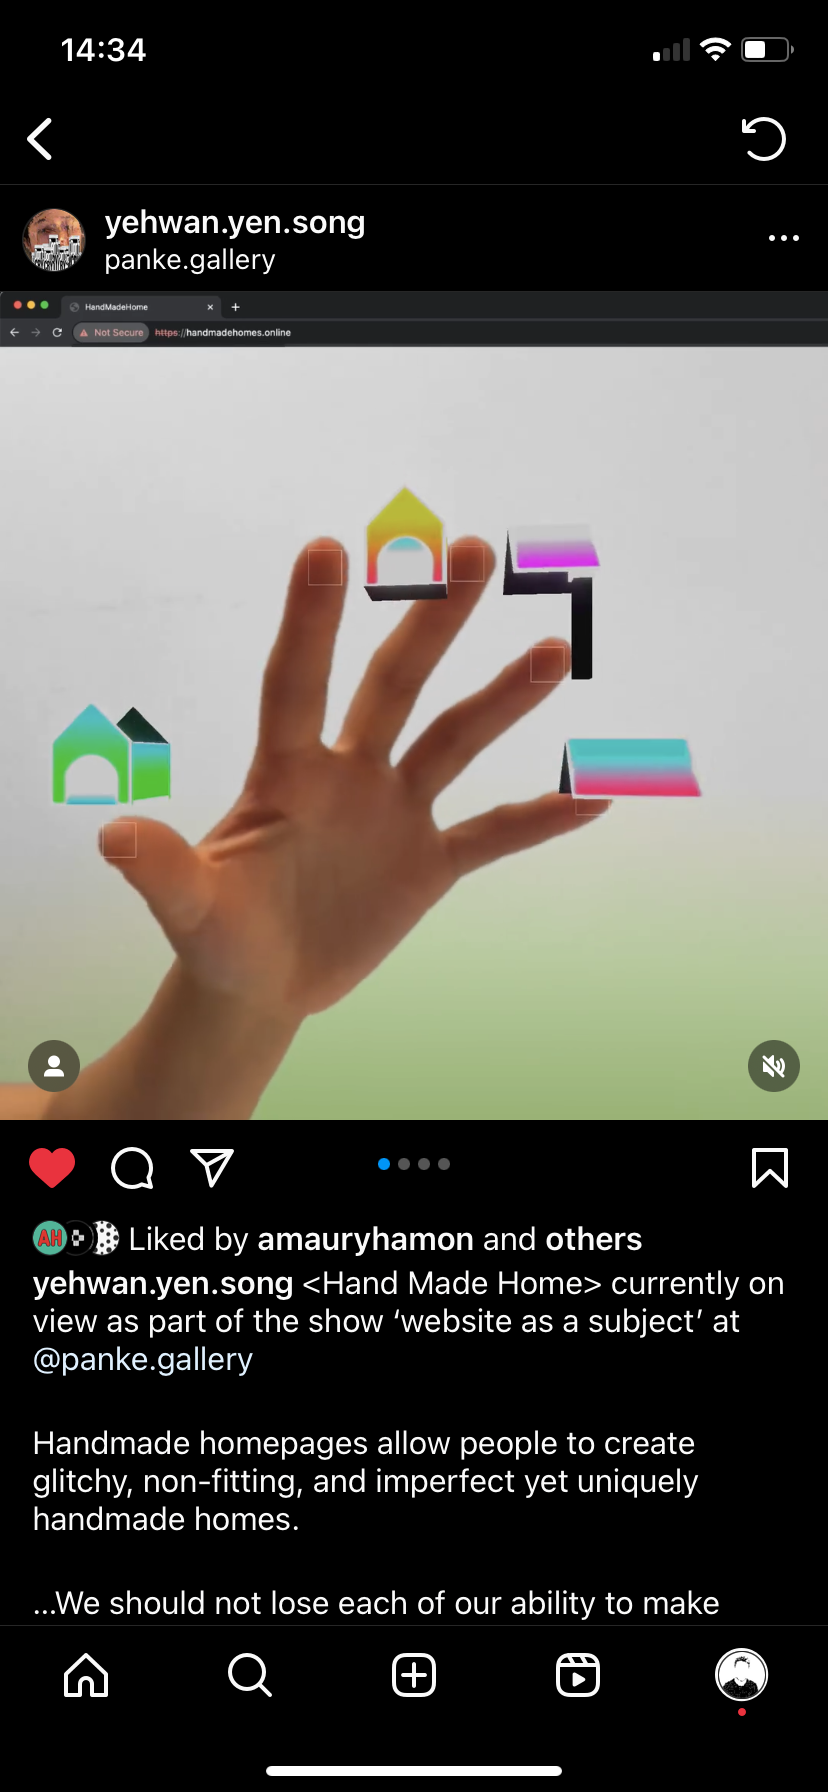 14:34
yehwan.yen.song
panke.gallery
HandMadeHome
Not Secure https://handmadehomes.online
AH
Liked by amauryhamon and others
yehwan.yen.song <Hand Made Home> currently on
view as part of the show ‘website as a subject’ at
@panke.gallery
Handmade homepages allow people to create
glitchy, non-fitting, and imperfect yet uniquely
handmade homes.
...We should not lose each of our ability to make